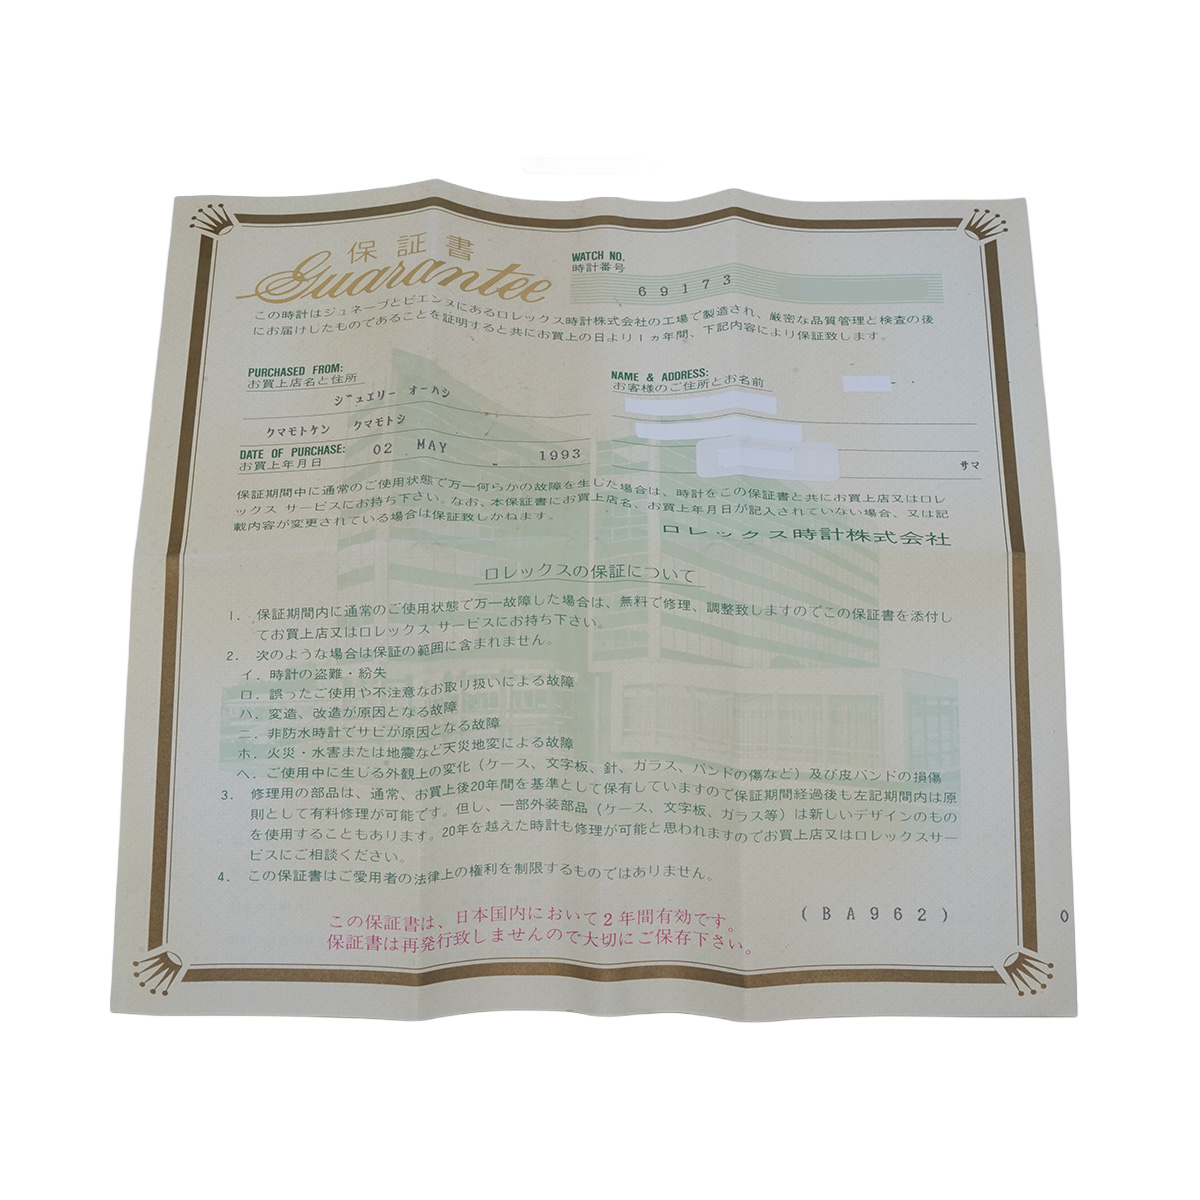 保証書
Guarantee
WATCH NO.
時計番号
69173
この時計はジュネーブとビエンヌにあるロレックス時計株式会社の工場で製造され、厳密な品質管理と検査の後
にお届けしたものであることを証明すると共にお買上の日より1ヵ年間、下記内容により保証致します。
PURCHASED FROM:
お買上店名と住所
ジュエリー オーハシ
クマモトケン クマモトシ
DATE OF PURCHASE:
お買上年月日
02 MAY 1993
NAME & ADDRESS:
お客様のご住所とお名前
-
サマ
保証期間中に通常のご使用状態で万一何らかの故障を生じた場合は、時計をこの保証書と共にお買上店又はロレ
ックス サービスにお持ち下さい。なお、本保証書にお買上店名、お買上年月日が記入されていない場合、又は記
載内容が変更されている場合は保証致しかねます。
ロレックス時計株式会社
ロレックスの保証について
1. 保証期間内に通常のご使用状態で万一故障した場合は、無料で修理、調整致しますのでこの保証書を添付し
てお買上店又はロレックス サービスにお持ち下さい。
2. 次のような場合は保証の範囲に含まれません。
イ. 時計の盗難・紛失
ロ. 誤ったご使用や不注意なお取り扱いによる故障
ハ. 変造、改造が原因となる故障
ニ. 非防水時計でサビが原因となる故障
ホ. 火災・水害または地震など天災地変による故障
ヘ. ご使用中に生じる外観上の変化（ケース、文字板、針、ガラス、バンドの傷など）及び皮バンドの損傷
3. 修理用の部品は、通常、お買上後20年間を基準として保有していますので保証期間経過後も左記期間内は原
則として有料修理が可能です。但し、一部外装部品（ケース、文字板、ガラス等）は新しいデザインのもの
を使用することもあります。20年を越えた時計も修理が可能と思われますのでお買上店又はロレックスサー
ビスにご相談ください。
4. この保証書はご愛用者の法律上の権利を制限するものではありません。
この保証書は、日本国内において2年間有効です。
保証書は再発行致しませんので大切にご保存下さい。
(BA962)
0